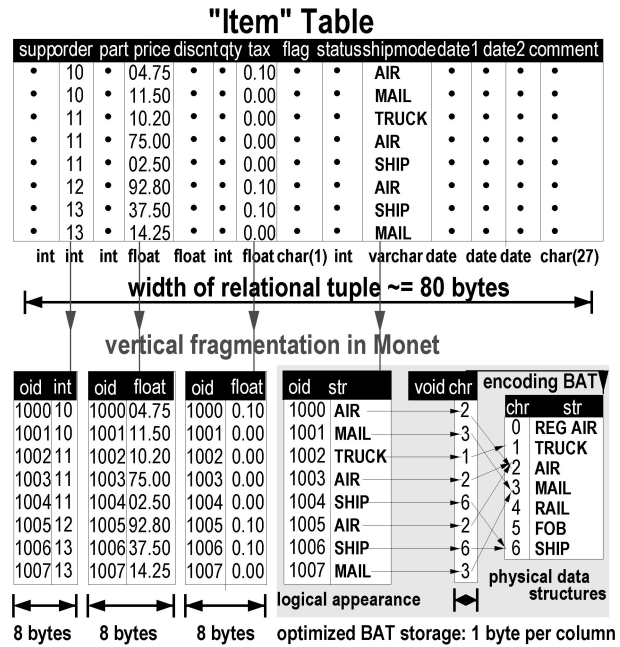 "Item" Table
supporder part price discntqty tax flag statusshipmodedate1 date2 comment
• 10 • 04.75 • • 0.10 • • AIR • • • •
• 10 • 11.50 • • 0.00 • • MAIL • • • •
• 11 • 10.20 • • 0.00 • • TRUCK • • • •
• 11 • 75.00 • • 0.00 • • AIR • • • •
• 11 • 02.50 • • 0.00 • • SHIP • • • •
• 12 • 92.80 • • 0.10 • • AIR • • • •
• 13 • 37.50 • • 0.10 • • SHIP • • • •
• 13 • 14.25 • • 0.00 • • MAIL • • • •
int int int float float int float char(1) int varchar date date date char(27)
width of relational tuple ~= 80 bytes
vertical fragmentation in Monet
oid int
1000 10
1001 10
1002 11
1003 11
1004 11
1005 12
1006 13
1007 13
8 bytes
oid float
1000 04.75
1001 11.50
1002 10.20
1003 75.00
1004 02.50
1005 92.80
1006 37.50
1007 14.25
8 bytes
oid float
1000 0.10
1001 0.00
1002 0.00
1003 0.00
1004 0.00
1005 0.10
1006 0.10
1007 0.00
8 bytes
oid str
1000 AIR
1001 MAIL
1002 TRUCK
1003 AIR
1004 SHIP
1005 AIR
1006 SHIP
1007 MAIL
logical appearance
void chr
2
3
1
2
6
2
6
3
encoding BAT
chr str
0 REG AIR
1 TRUCK
2 AIR
3 MAIL
4 RAIL
5 FOB
6 SHIP
physical data
structures
optimized BAT storage: 1 byte per column